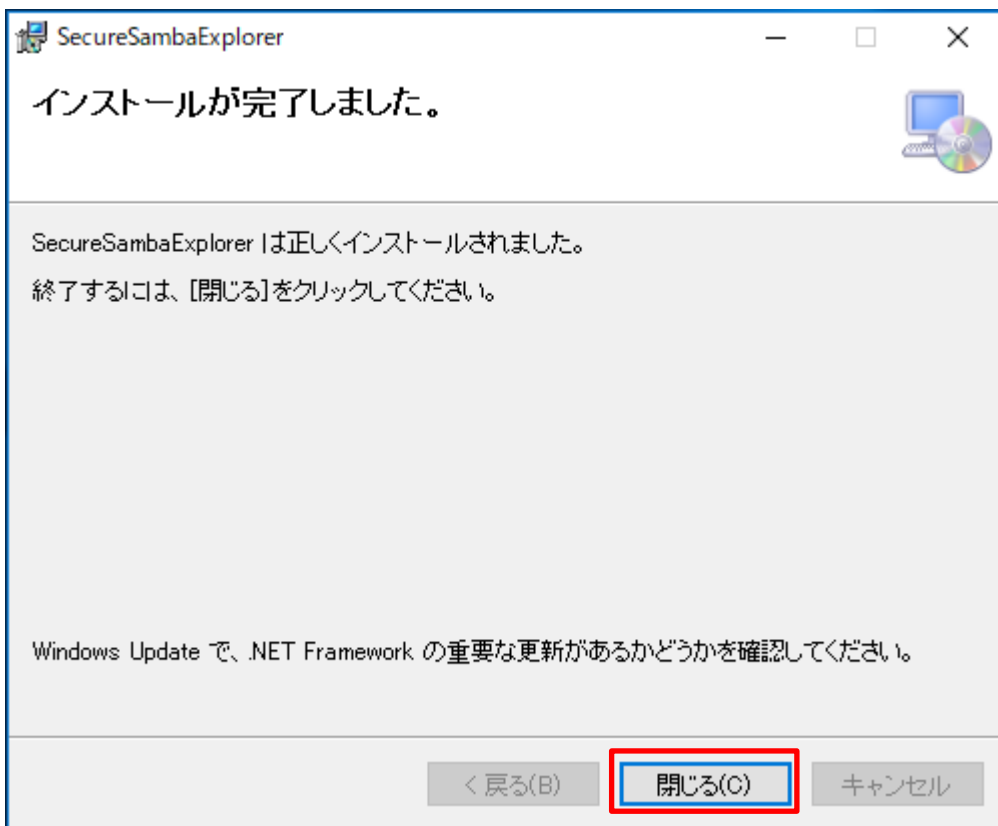 SecureSambaExplorer
インストールが完了しました。
SecureSambaExplorer は正しくインストールされました。
終了するには、[閉じる]をクリックしてください。
Windows Update で、.NET Framework の重要な更新があるかどうかを確認してください。
< 戻る(B)
閉じる(C)
キャンセル